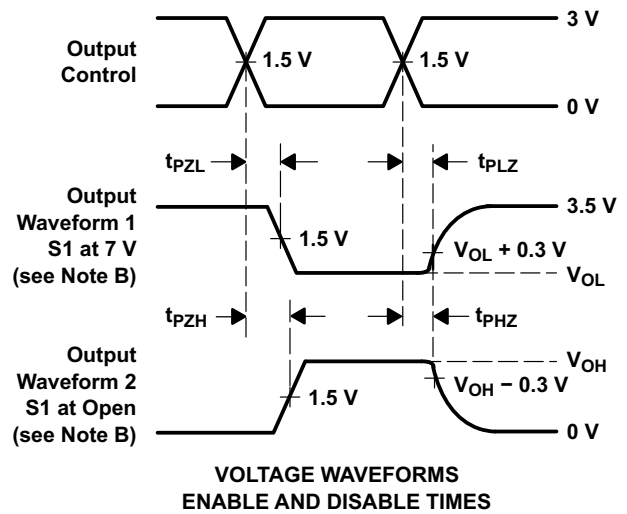 Output
Control
3 V
1.5 V
1.5 V
0 V
tPZL
tPLZ
Output
Waveform 1
S1 at 7 V
(see Note B)
3.5 V
1.5 V
VOL + 0.3 V
VOL
tPZH
tPHZ
Output
Waveform 2
S1 at Open
(see Note B)
VOH
VOH − 0.3 V
1.5 V
0 V
VOLTAGE WAVEFORMS
ENABLE AND DISABLE TIMES